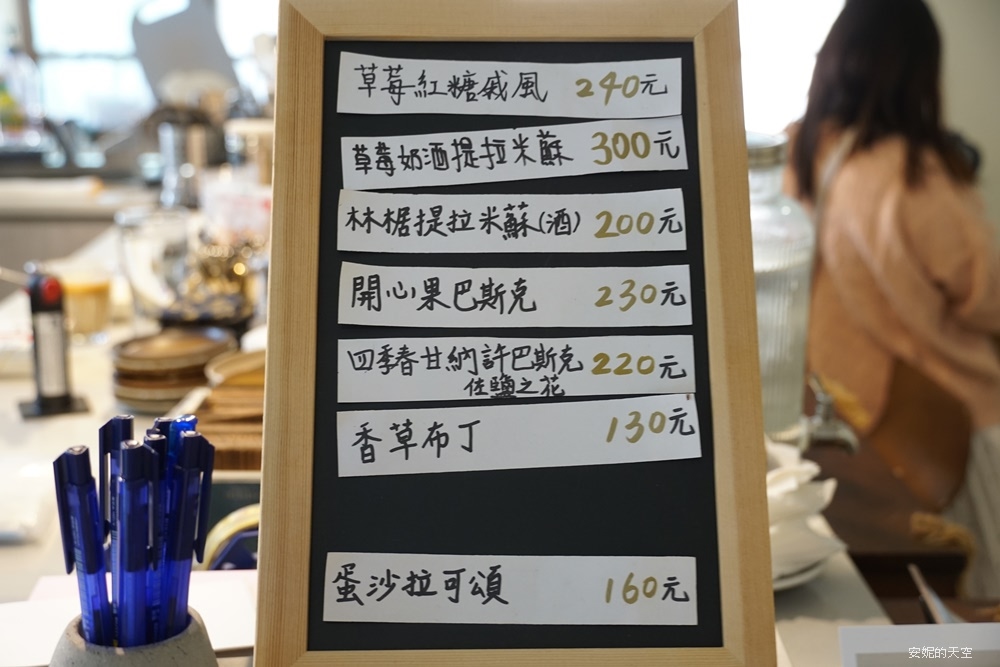 草莓紅糖戚風 240元
草莓奶酒提拉米蘇 300元
林椐提拉米蘇(酒) 200元
開心果巴斯克 230元
四季春甘納許巴斯克 220元
佐鹽之花
香草布丁 130元
蛋沙拉可頌 160元
安妮的天空